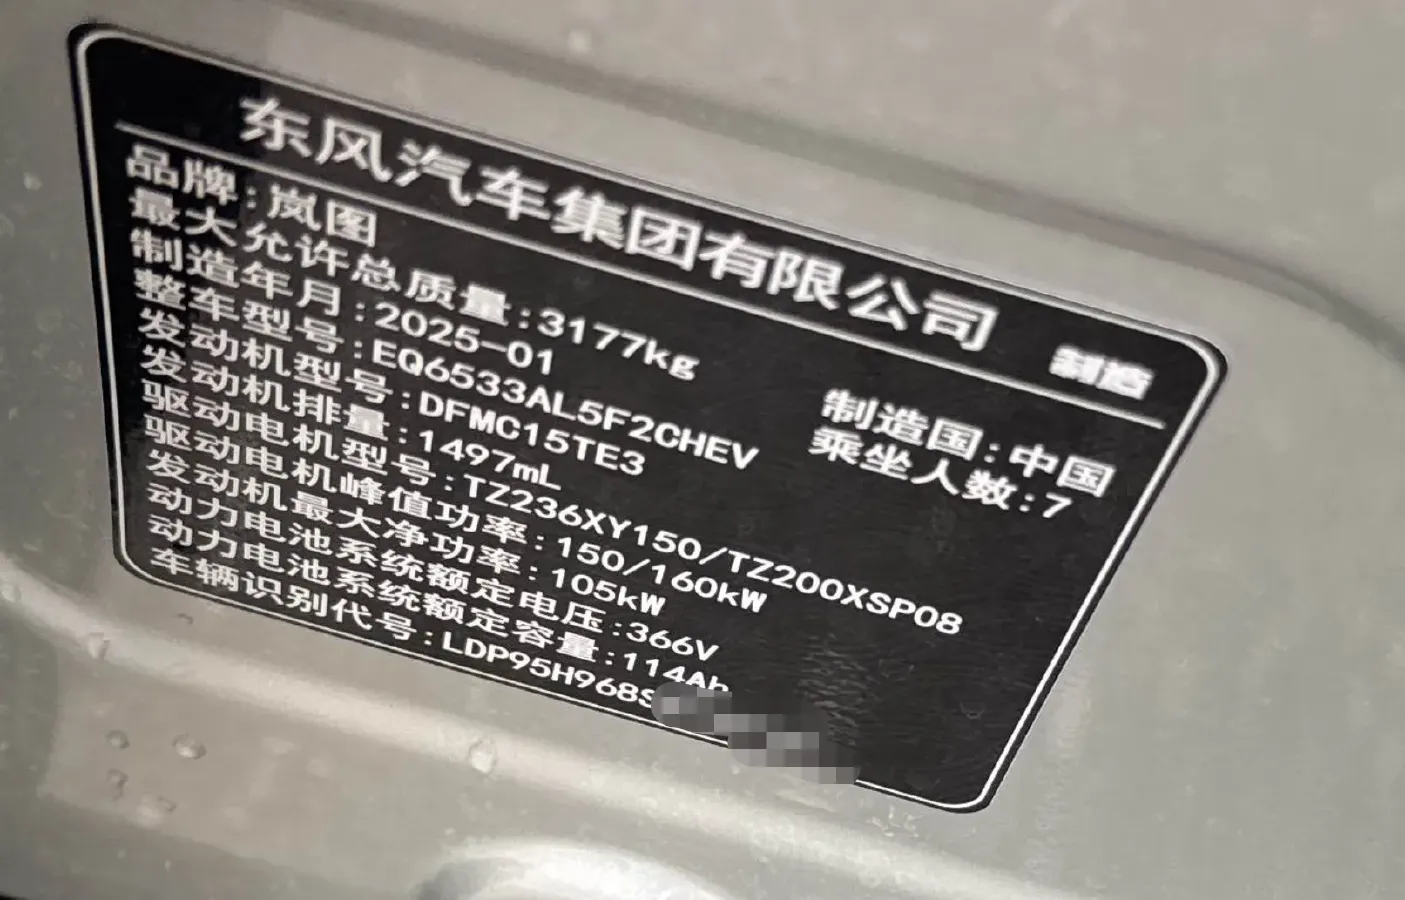 东风汽车集团有限公司 制造
品牌:岚图
最大允许总质量:3177kg 制造国:中国
制造年月:2025-01 乘坐人数:7
整车型号:EQ6533AL5F2CHEV
发动机型号:DFMC15TE3
发动机排量:1497mL
驱动电机型号:TZ236XY150/TZ200XSP08
驱动电机峰值功率:150/160kW
发动机最大净功率:105kW
动力电池系统额定电压:366V
动力电池系统额定容量:114Ah
车辆识别代号:LDP95H968S